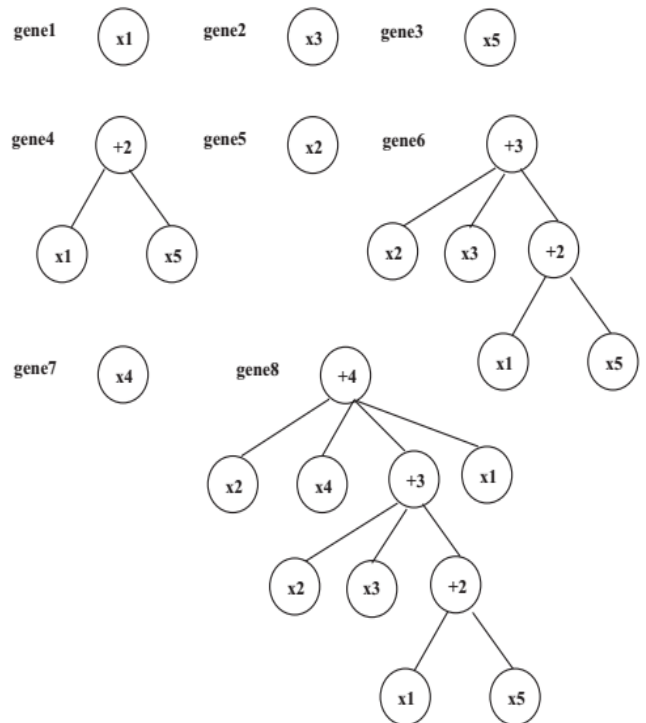 gene1 x1 gene2 x3 gene3 x5
gene4 +2 gene5 x2 gene6 +3
x1 x5 x2 x3 +2
x1 x5
gene7 x4 gene8 +4
x2 x4 +3 x1
x2 x3 +2
x1 x5